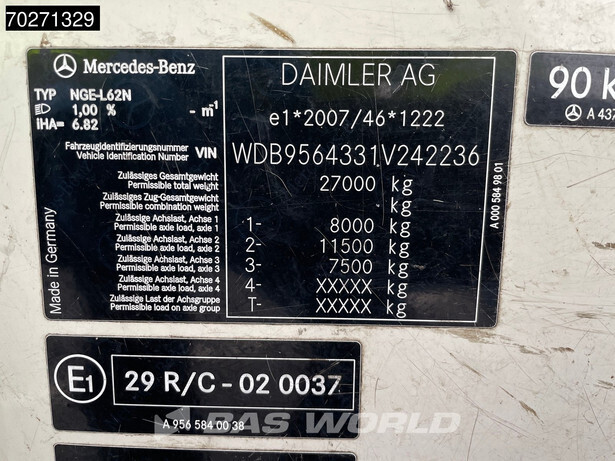 70271329
Mercedes-Benz
DAIMLER AG
TYP NGE-L62N
1,00 % - m⁻¹
iHA= 6.82
e1*2007/46*1222
Fahrzeugidentifizierungsnummer
Vehicle Identification Number VIN WDB9564331V242236
Zulässiges Gesamtgewicht
Permissible total weight 27000 kg
Zulässiges Zug-Gesamtgewicht
Permissible combination weight kg
Zulässige Achslast, Achse 1
Permissible axle load, axle 1 -1- 8000 kg
Zulässige Achslast, Achse 2
Permissible axle load, axle 2 2- 11500 kg
Zulässige Achslast, Achse 3
Permissible axle load, axle 3 3- 7500 kg
Zulässige Achslast, Achse 4
Permissible axle load, axle 4 4- XXXXX kg
Zulässige Last der Achsgruppe
Permissible load on axle group T- XXXXX kg
Made in Germany
A 000 584 98 01
90 k
A 437
E1
29 R/C - 02 0037
A 956 584 00 38
BAS WORLD